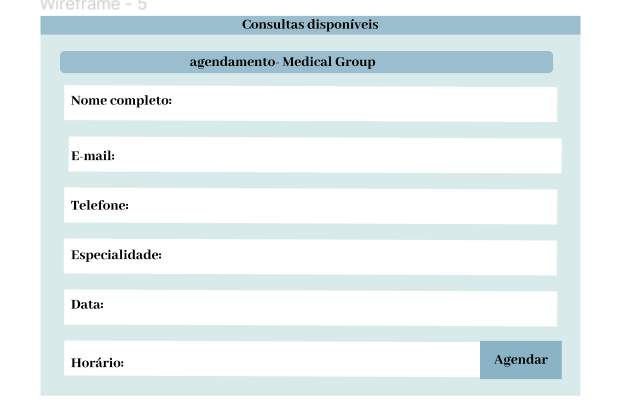 Wireframe - 5
Consultas disponíveis
agendamento- Medical Group
Nome completo:
E-mail:
Telefone:
Especialidade:
Data:
Horário:
Agendar